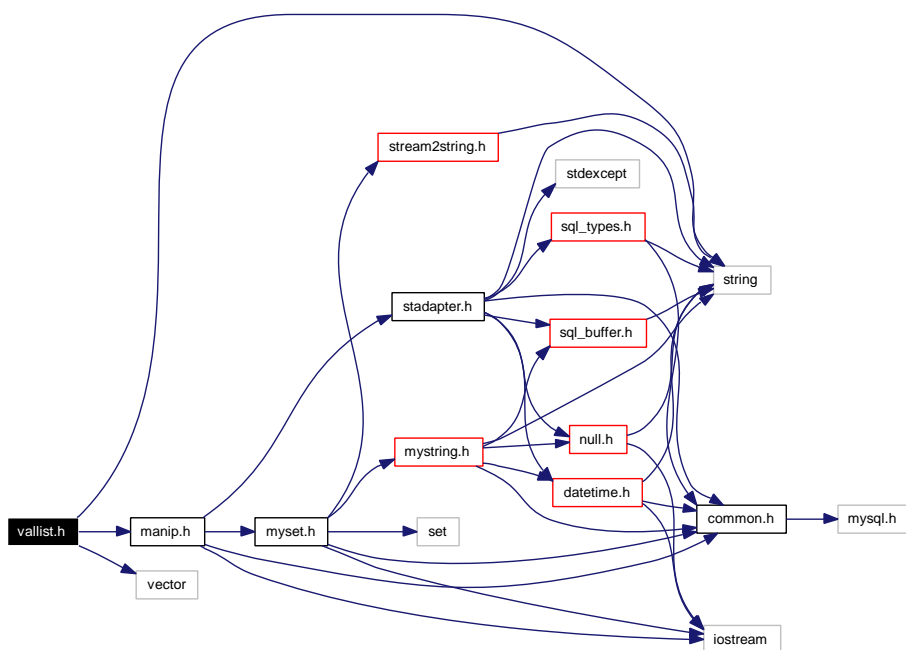 stream2string.h
stdexcept
sql_types.h
string
stadapter.h
sql_buffer.h
mystring.h
null.h
datetime.h
vallist.h
manip.h
myset.h
set
common.h
mysql.h
vector
iostream